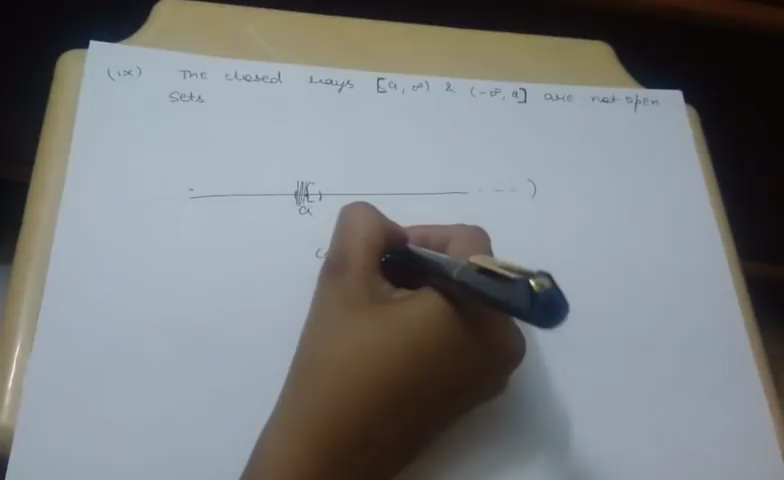 (ix) The closed rays [a, ∞) & (-∞, a] are not open
sets
a